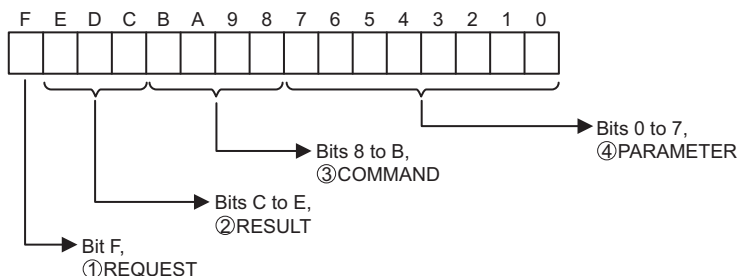 F E D C B A 9 8 7 6 5 4 3 2 1 0
Bits 0 to 7,
④PARAMETER
Bits 8 to B,
③COMMAND
Bits C to E,
②RESULT
Bit F,
①REQUEST